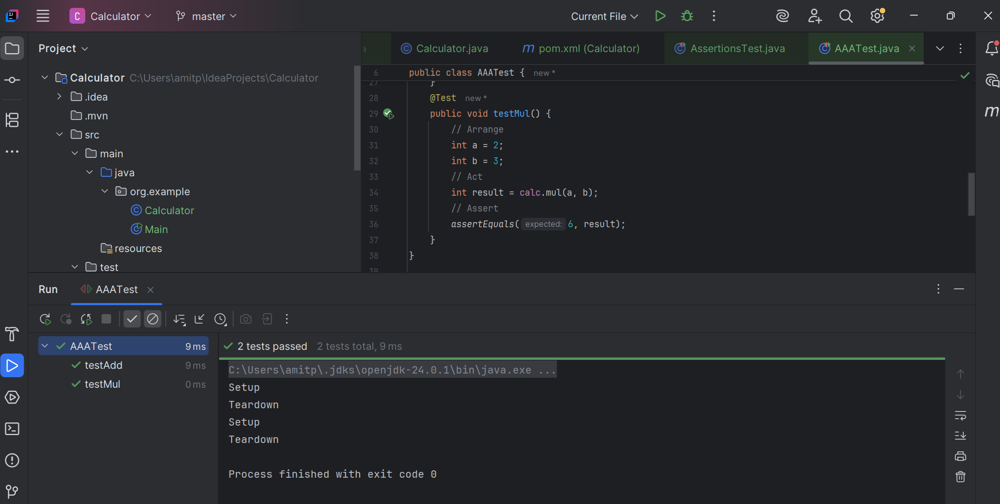 C Calculator master Current File
Project
Calculator C:\Users\amitp\IdeaProjects\Calculator
.idea
.mvn
src
main
java
org.example
Calculator
Main
resources
test
a Calculator.java m pom.xml (Calculator) AssertionsTest.java AAATest.java
6 public class AAATest { new *
27 }
28 @Test new *
29 public void testMul() {
30 // Arrange
31 int a = 2;
32 int b = 3;
33 // Act
34 int result = calc.mul(a, b);
35 // Assert
36 assertEquals( expected: 6, result);
37 }
38 }
39
Run AAATest
AAATest 9 ms
testAdd 9 ms
testMul 0 ms
2 tests passed 2 tests total, 9 ms
C:\Users\amitp\.jdks\openjdk-24.0.1\bin\java.exe ...
Setup
Teardown
Setup
Teardown
Process finished with exit code 0